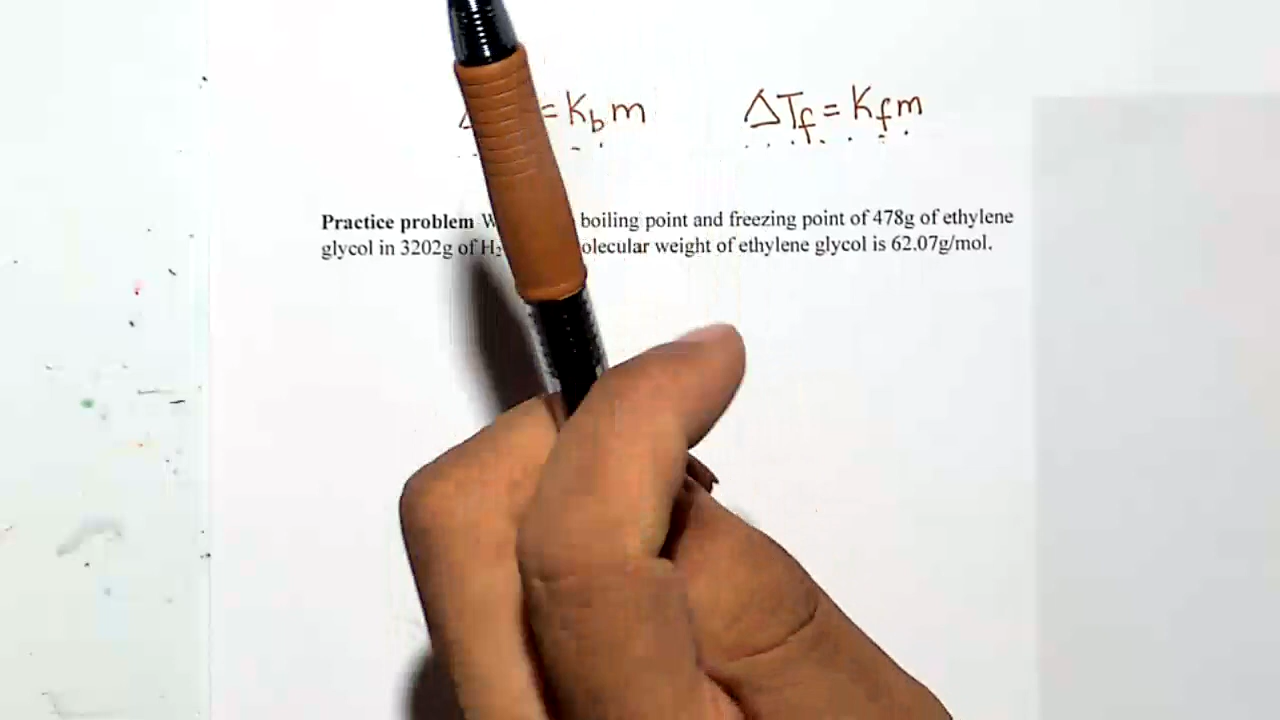 = Kbm ΔTf = Kfm
Practice problem boiling point and freezing point of 478g of ethylene
glycol in 3202g of weight of ethylene glycol is 62.07g/mol.